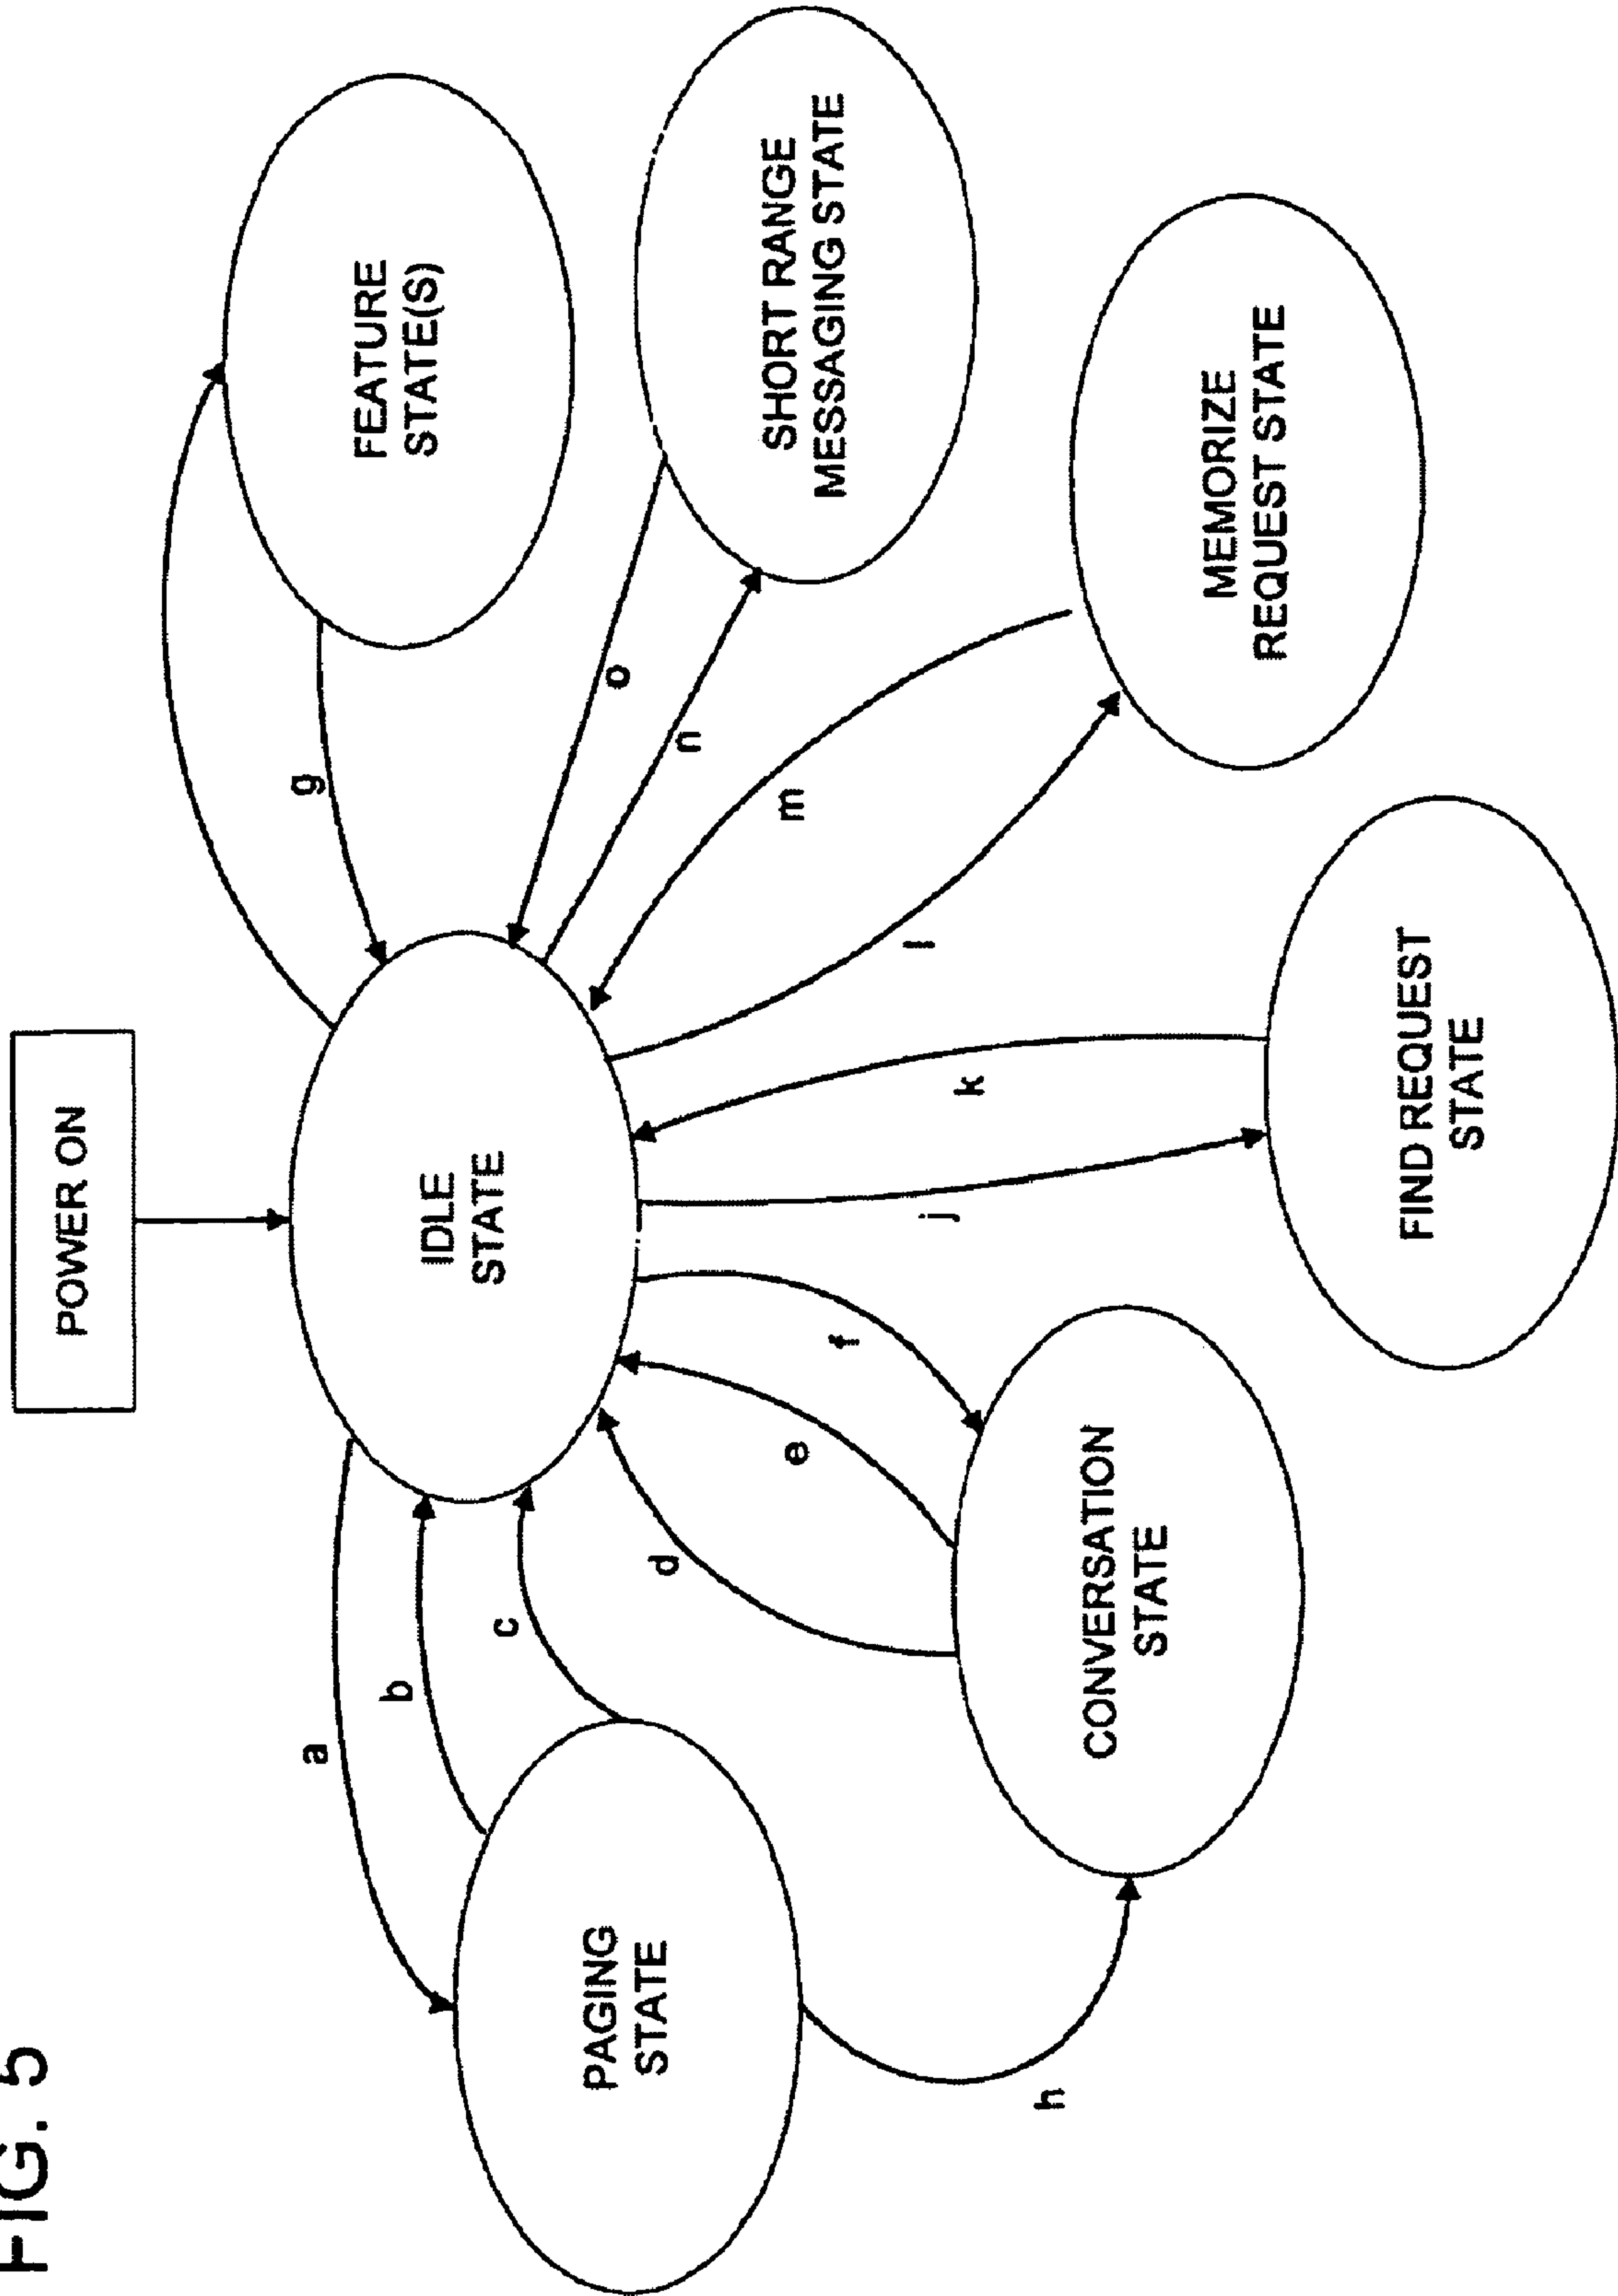 FIG. 5
POWER ON
IDLE
STATE
a
b
c
d
e
f
g
h
j
k
l
m
n
o
PAGING
STATE
CONVERSATION
STATE
FIND REQUEST
STATE
MEMORIZE
REQUEST STATE
SHORT RANGE
MESSAGING STATE
FEATURE
STATE(S)